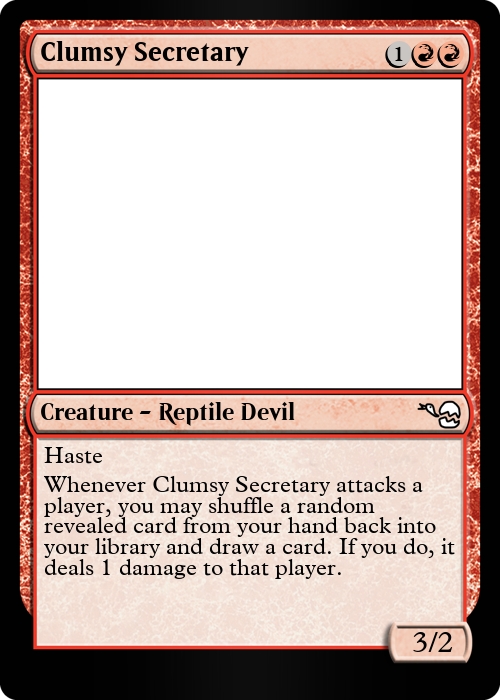 Clumsy Secretary 1
Creature – Reptile Devil
Haste
Whenever Clumsy Secretary attacks a
player, you may shuffle a random
revealed card from your hand back into
your library and draw a card. If you do, it
deals 1 damage to that player.
3/2